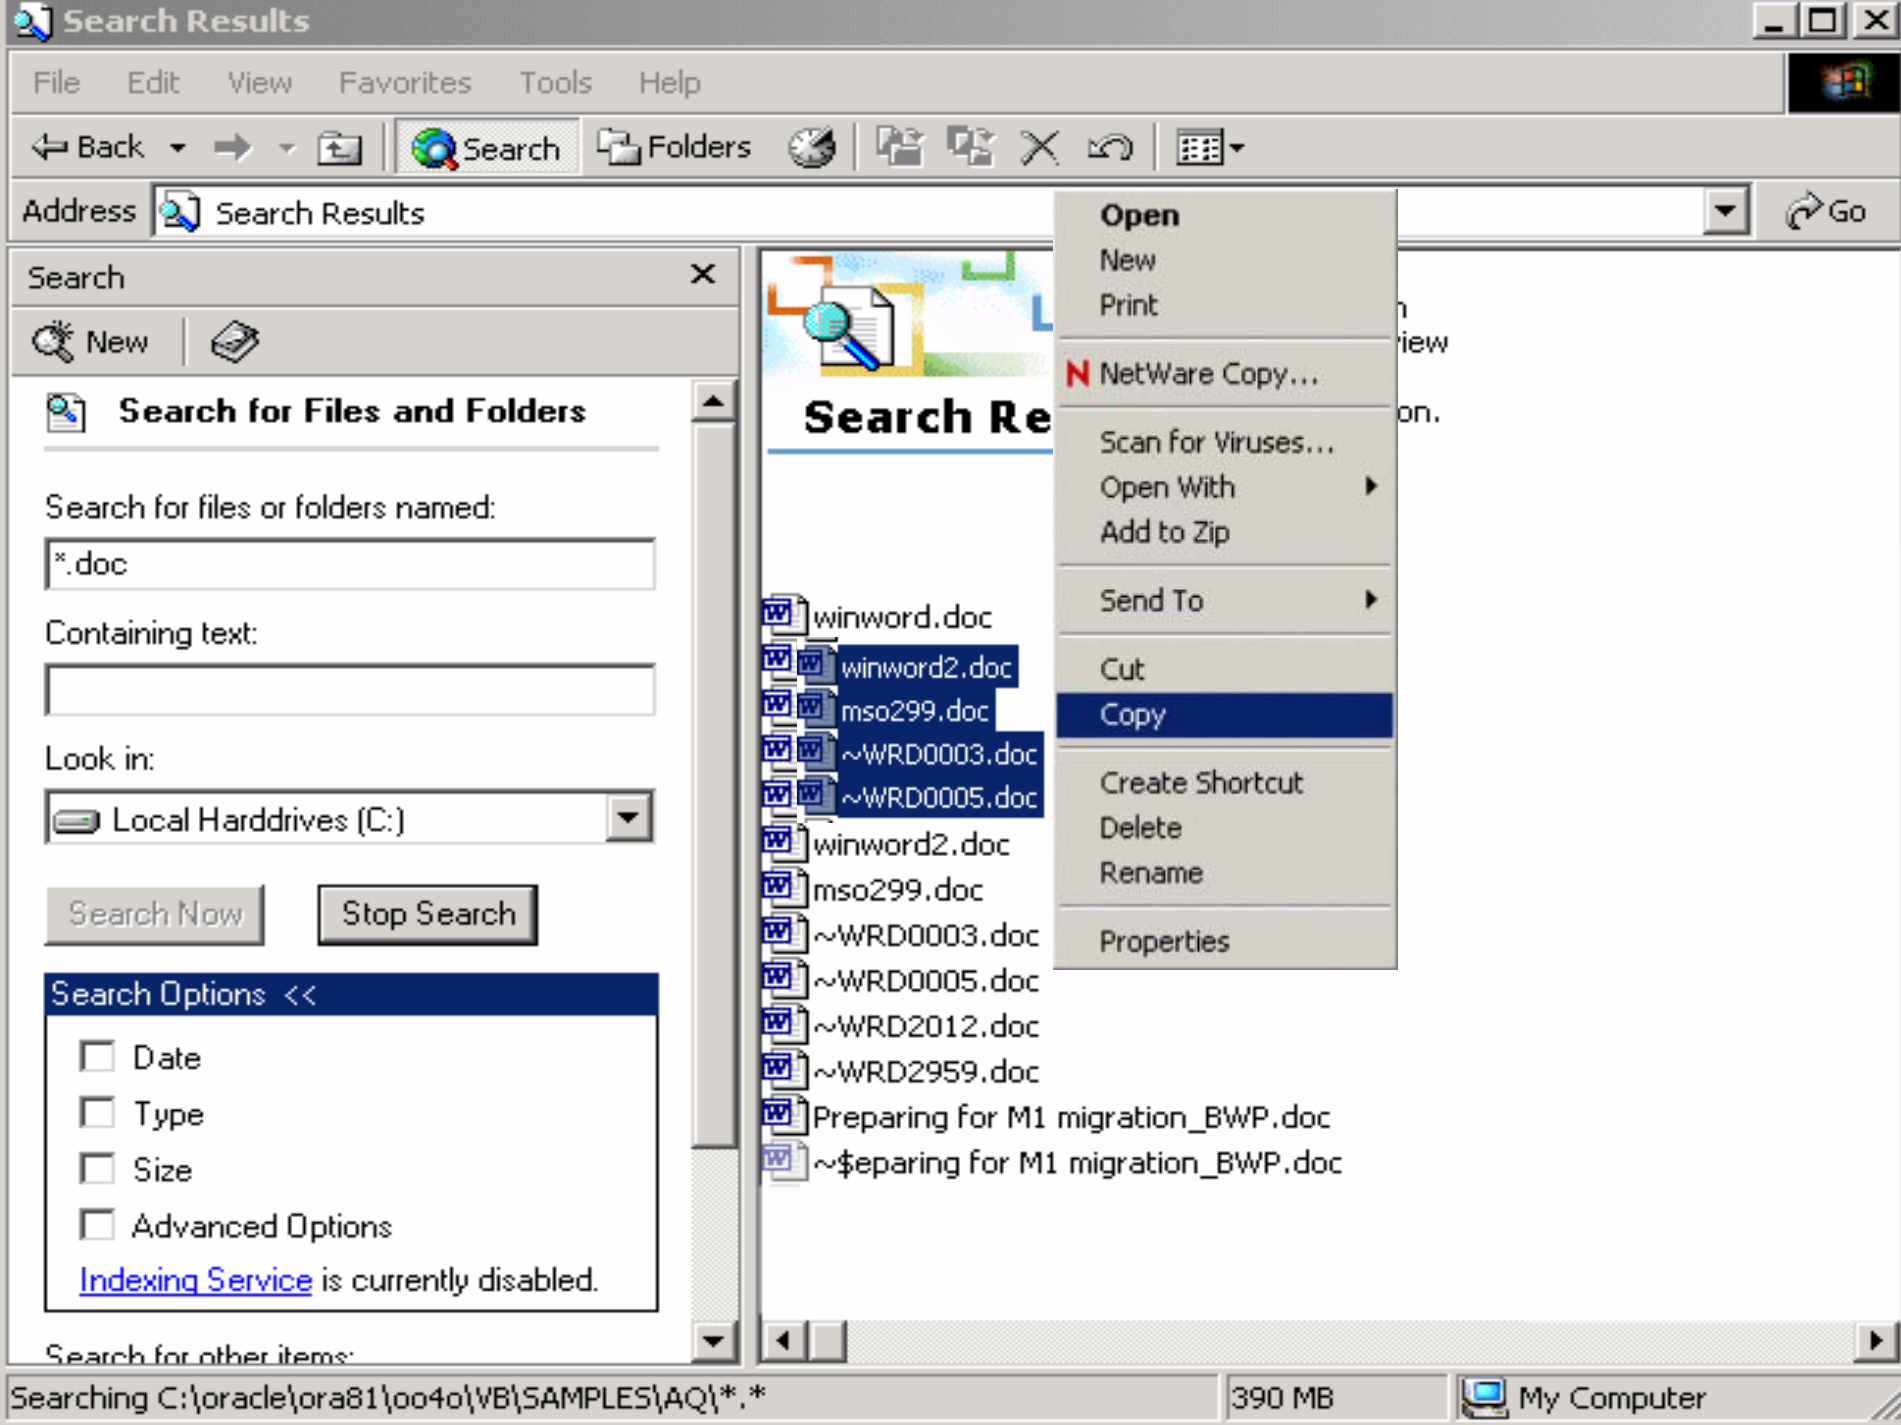 Search Results
File Edit View Favorites Tools Help
Back Search Folders
Address Search Results Go
Search
New
Search for Files and Folders
Search for files or folders named:
*.doc
Containing text:
Look in:
Local Harddrives (C:)
Search Now Stop Search
Search Options <<
Date
Type
Size
Advanced Options
Indexing Service is currently disabled.
Search for other items:
Search Re
iew
on.
winword.doc
winword2.doc
mso299.doc
~WRD0003.doc
~WRD0005.doc
winword2.doc
mso299.doc
~WRD0003.doc
~WRD0005.doc
~WRD2012.doc
~WRD2959.doc
Preparing for M1 migration_BWP.doc
~$eparing for M1 migration_BWP.doc
Open
New
Print
N NetWare Copy...
Scan for Viruses...
Open With
Add to Zip
Send To
Cut
Copy
Create Shortcut
Delete
Rename
Properties
Searching C:\oracle\ora81\oo4o\VB\SAMPLES\AQ\*.* 390 MB My Computer